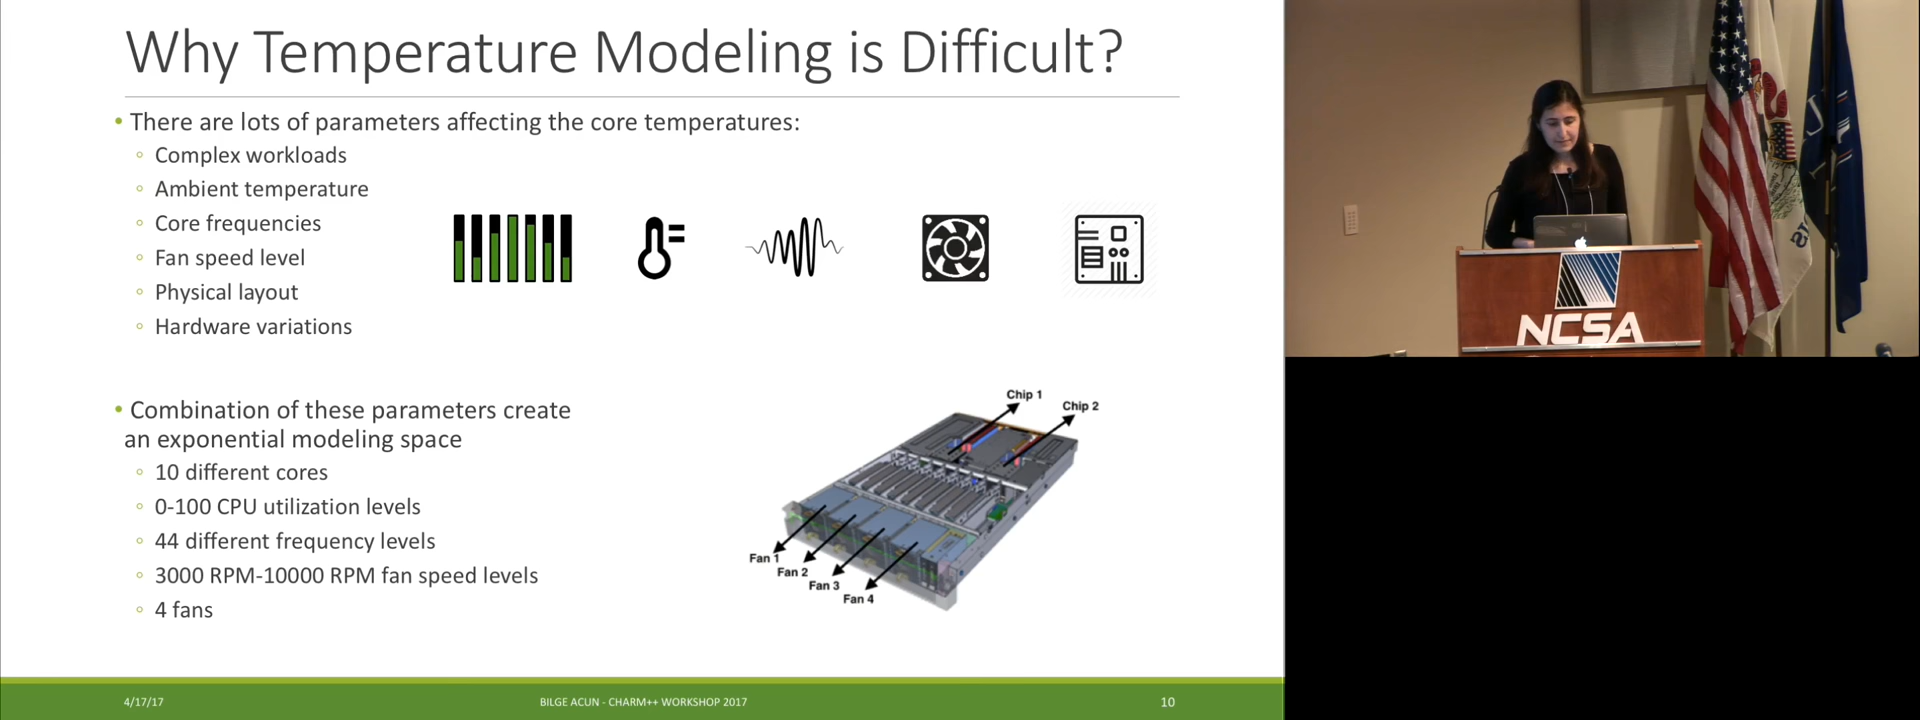 Why Temperature Modeling is Difficult?
• There are lots of parameters affecting the core temperatures:
◦ Complex workloads
◦ Ambient temperature
◦ Core frequencies
◦ Fan speed level
◦ Physical layout
◦ Hardware variations
• Combination of these parameters create
an exponential modeling space
◦ 10 different cores
◦ 0-100 CPU utilization levels
◦ 44 different frequency levels
◦ 3000 RPM-10000 RPM fan speed levels
◦ 4 fans
Chip 1
Chip 2
Fan 1
Fan 2
Fan 3
Fan 4
4/17/17
BILGE ACUN - CHARM++ WORKSHOP 2017
10
NCSA